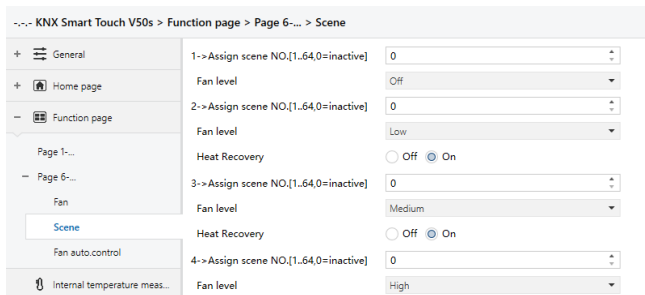 -.-.- KNX Smart Touch V50s > Function page > Page 6-... > Scene
+ General
+ Home page
− Function page
Page 1-...
− Page 6-...
Fan
Scene
Fan auto.control
Internal temperature meas...
1->Assign scene NO.[1..64,0=inactive] 0
Fan level Off
2->Assign scene NO.[1..64,0=inactive] 0
Fan level Low
Heat Recovery Off On
3->Assign scene NO.[1..64,0=inactive] 0
Fan level Medium
Heat Recovery Off On
4->Assign scene NO.[1..64,0=inactive] 0
Fan level High